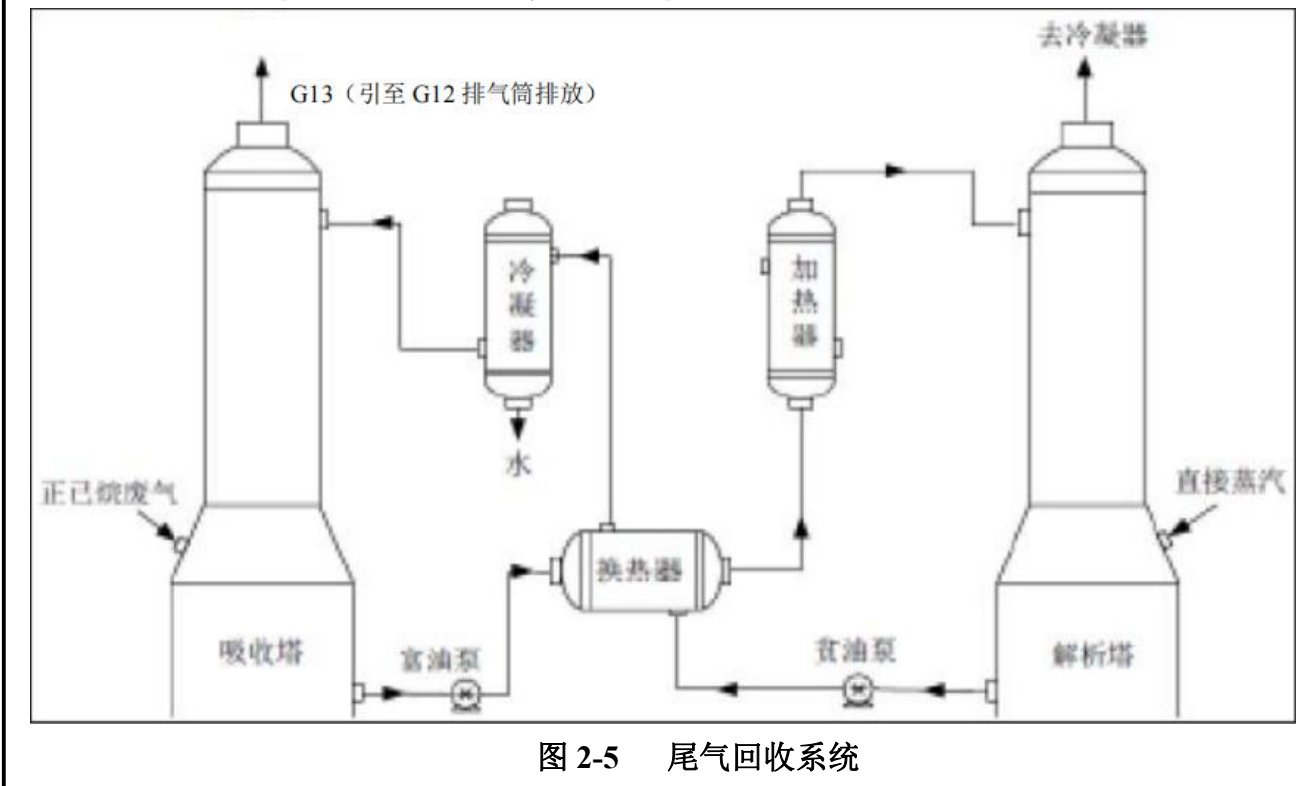 去冷凝器
G13（引至 G12 排气筒排放）
冷凝器
加热器
水
正已烷废气
直接蒸汽
换热器
吸收塔
富油泵
贫油泵
解析塔
图 2-5 尾气回收系统